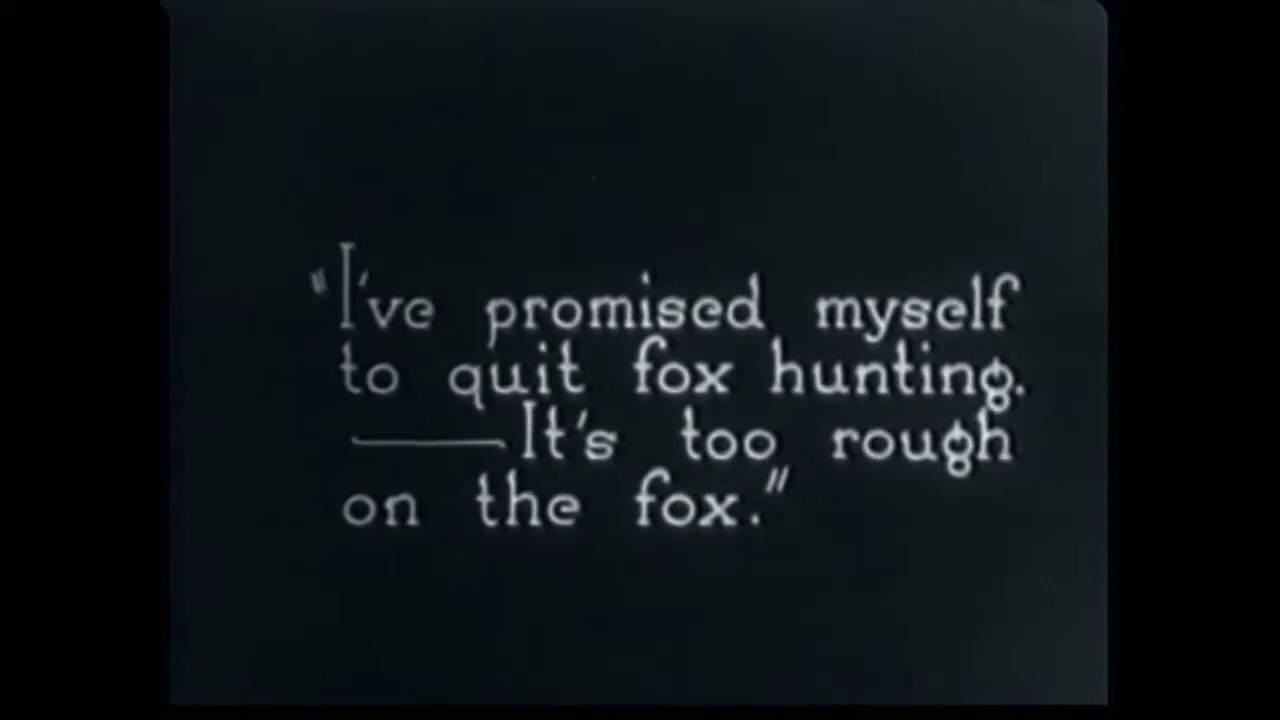 "I've promised myself
to quit fox hunting.
—It's too rough
on the fox."